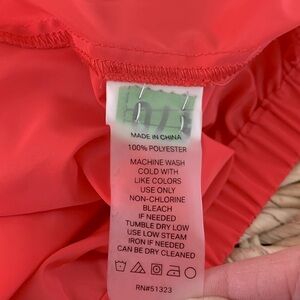 MADE IN CHINA
100% POLYESTER
MACHINE WASH
COLD WITH
LIKE COLORS
USE ONLY
NON-CHLORINE
BLEACH
IF NEEDED
TUMBLE DRY LOW
USE LOW STEAM
IRON IF NEEDED
CAN BE DRY CLEANED
RN#51323